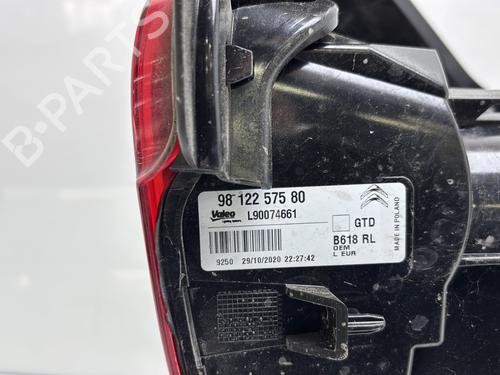 B-PARTS
98 122 575 80
Valeo L90074661
GTD
B618 RL
OEM
L EUR
MADE IN POLAND
9250 29/10/2020 22:27:42